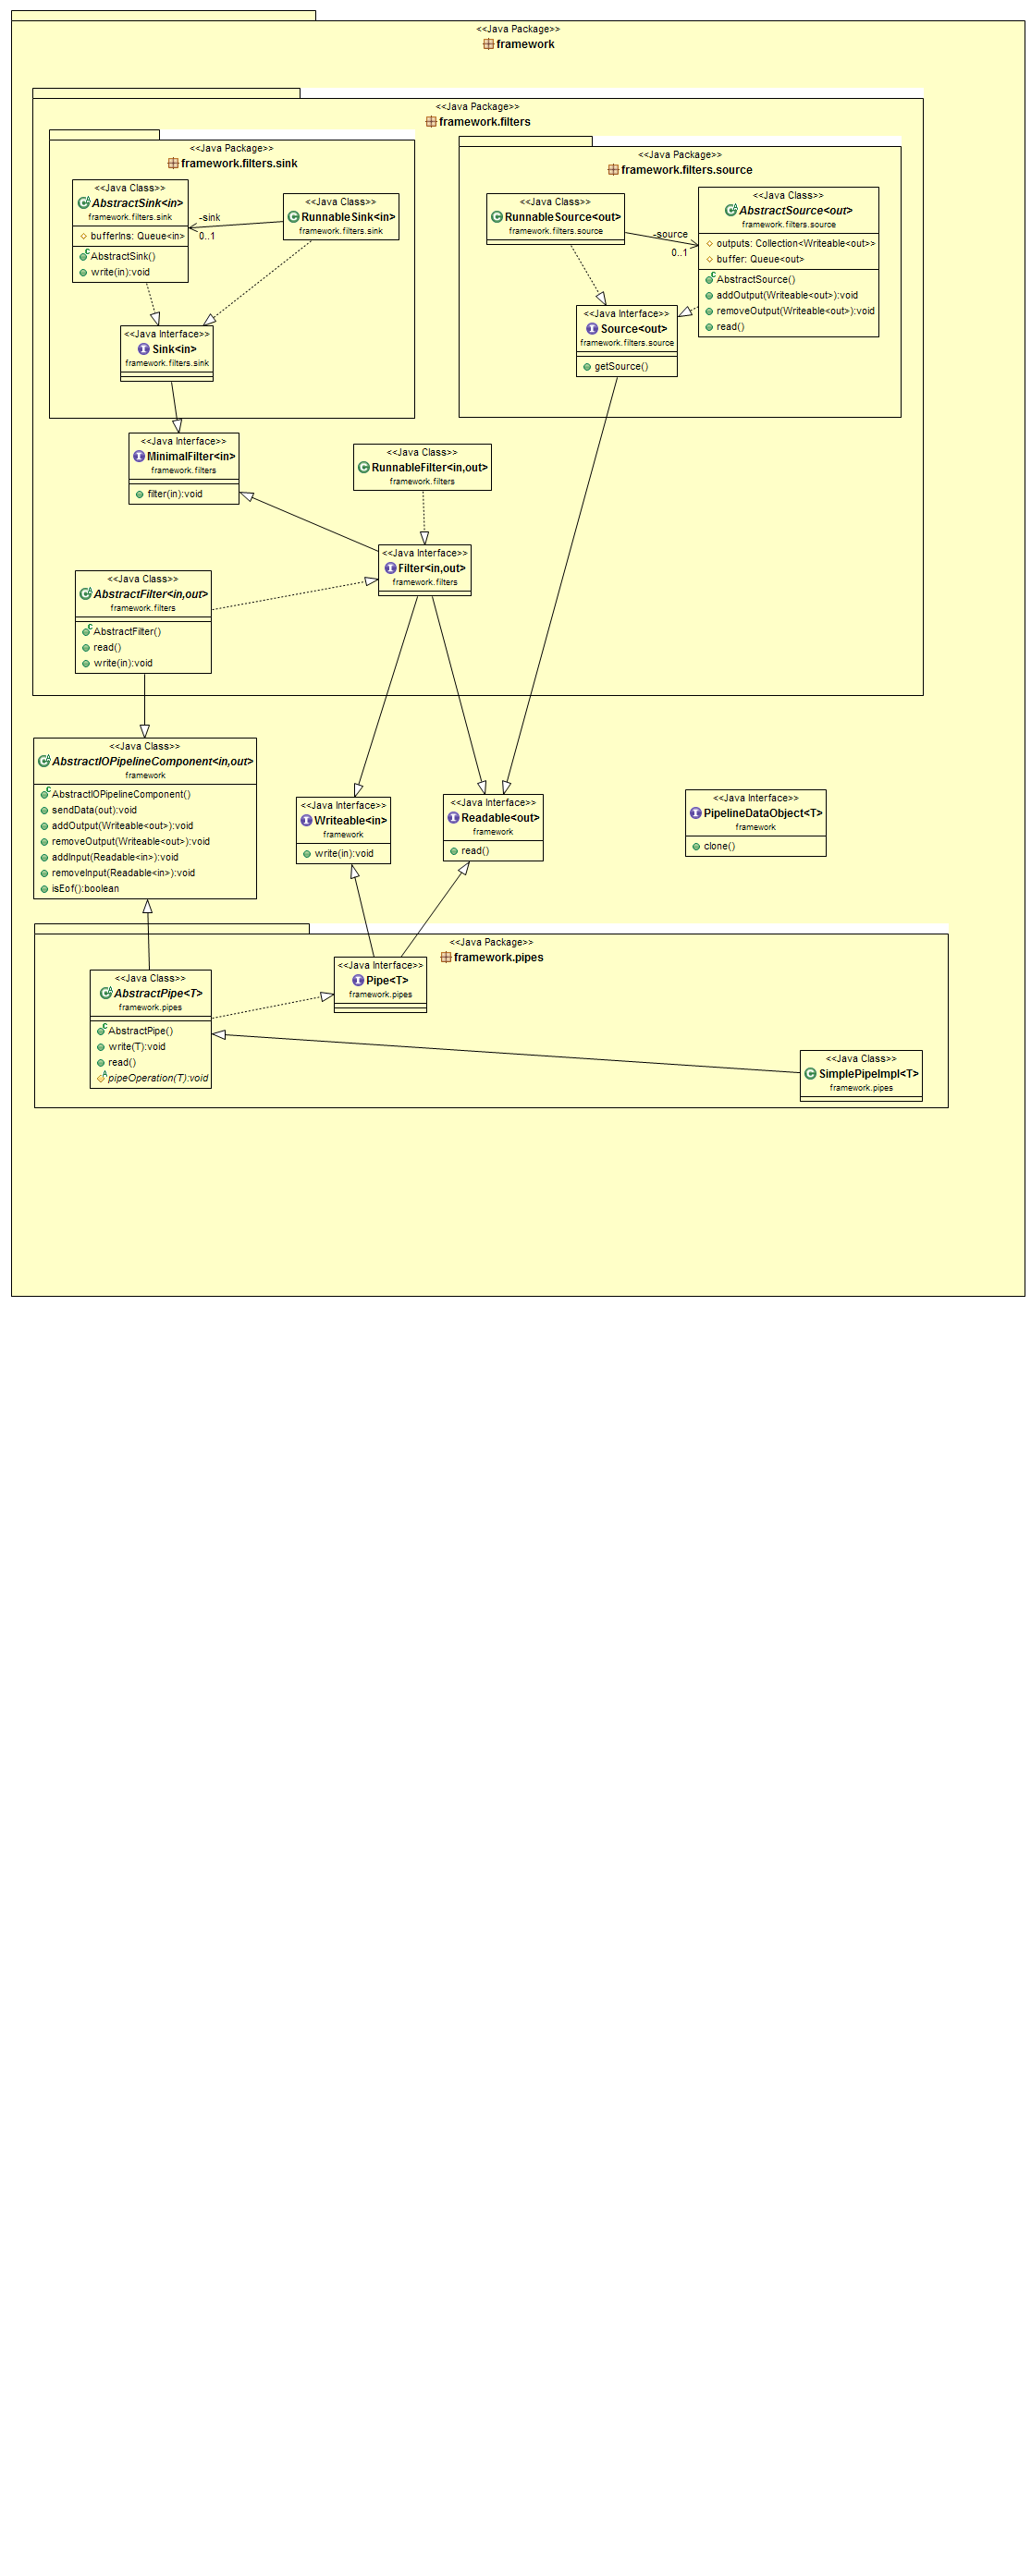 <<Java Package>>
framework
<<Java Package>>
framework.filters
<<Java Package>>
framework.filters.sink
<<Java Class>>
AbstractSink<in>
framework.filters.sink
bufferIns: Queue<in>
AbstractSink()
write(in):void
-sink
0..1
<<Java Class>>
RunnableSink<in>
framework.filters.sink
<<Java Interface>>
Sink<in>
framework.filters.sink
<<Java Package>>
framework.filters.source
<<Java Class>>
RunnableSource<out>
framework.filters.source
-source
0..1
<<Java Class>>
AbstractSource<out>
framework.filters.source
outputs: Collection<Writeable<out>>
buffer: Queue<out>
AbstractSource()
addOutput(Writeable<out>):void
removeOutput(Writeable<out>):void
read()
<<Java Interface>>
Source<out>
framework.filters.source
getSource()
<<Java Interface>>
MinimalFilter<in>
framework.filters
filter(in):void
<<Java Class>>
RunnableFilter<in,out>
framework.filters
<<Java Interface>>
Filter<in,out>
framework.filters
<<Java Class>>
AbstractFilter<in,out>
framework.filters
AbstractFilter()
read()
write(in):void
<<Java Class>>
AbstractIOPipelineComponent<in,out>
framework
AbstractIOPipelineComponent()
sendData(out):void
addOutput(Writeable<out>):void
removeOutput(Writeable<out>):void
addInput(Readable<in>):void
removeInput(Readable<in>):void
isEof():boolean
<<Java Interface>>
Writeable<in>
framework
write(in):void
<<Java Interface>>
Readable<out>
framework
read()
<<Java Interface>>
PipelineDataObject<T>
framework
clone()
<<Java Package>>
framework.pipes
<<Java Class>>
AbstractPipe<T>
framework.pipes
AbstractPipe()
write(T):void
read()
pipeOperation(T):void
<<Java Interface>>
Pipe<T>
framework.pipes
<<Java Class>>
SimplePipeImpl<T>
framework.pipes